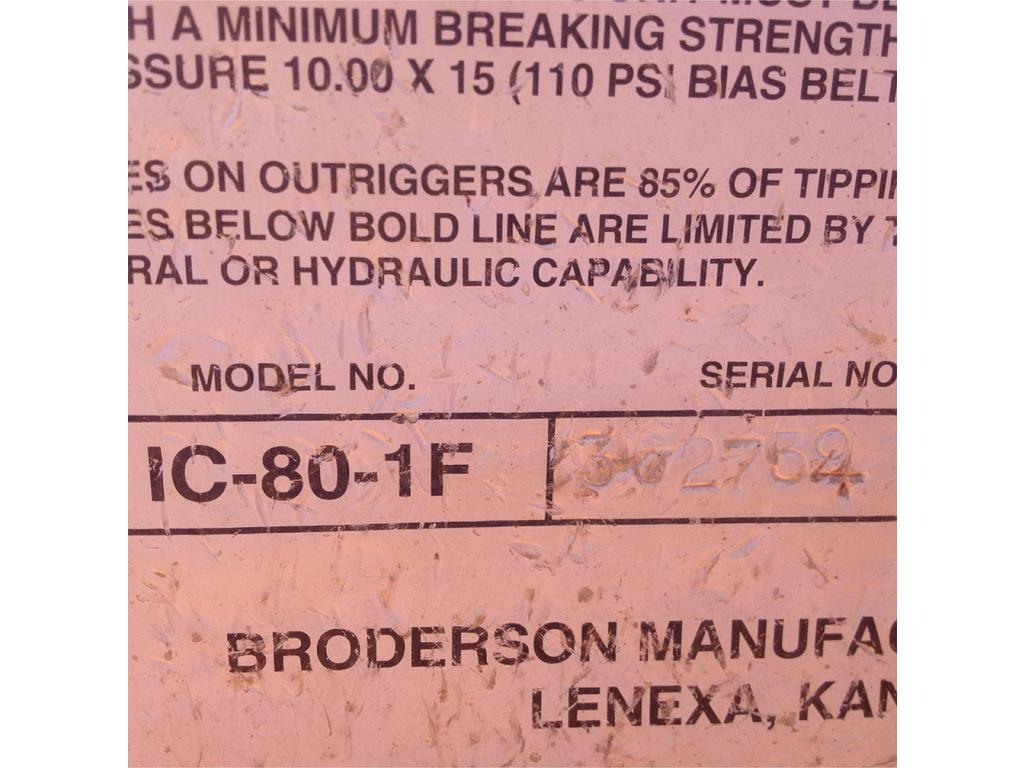 H A MINIMUM BREAKING STRENGTH
SSURE 10.00 X 15 (110 PSI BIAS BELT
ES ON OUTRIGGERS ARE 85% OF TIPPI
ES BELOW BOLD LINE ARE LIMITED BY T
RAL OR HYDRAULIC CAPABILITY.
MODEL NO.
SERIAL NO
IC-80-1F
BRODERSON MANUFAC
LENEXA, KAN